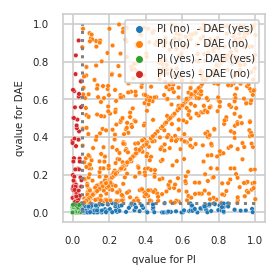 PI (no) - DAE (yes)
PI (no) - DAE (no)
PI (yes) - DAE (yes)
PI (yes) - DAE (no)
1.0
0.8
0.6
0.4
0.2
0.0
qvalue for DAE
0.0 0.2 0.4 0.6 0.8 1.0
qvalue for PI